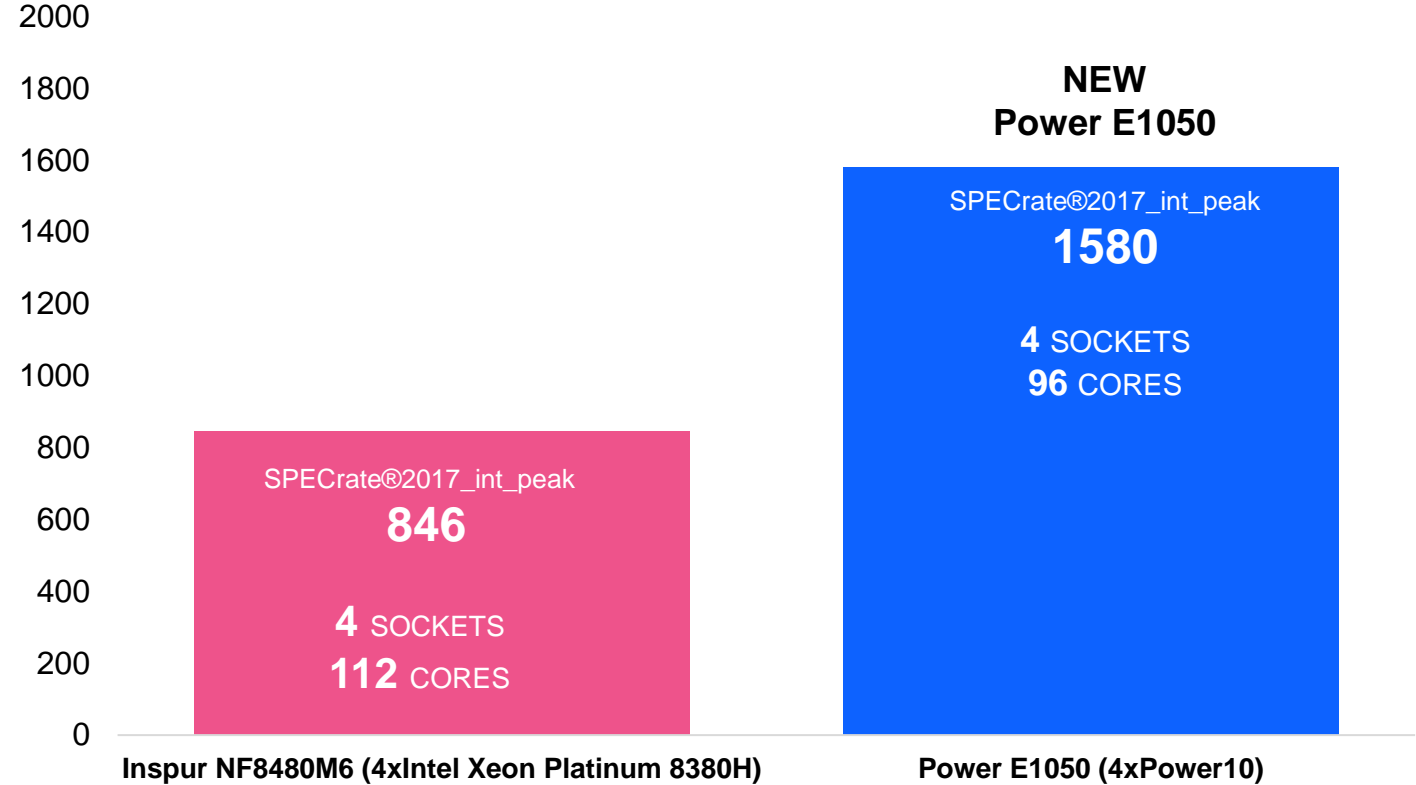 2000
1800
1600
1400
1200
1000
800
600
400
200
0
NEW
Power E1050
SPECrate®2017_int_peak
1580
4 SOCKETS
96 CORES
SPECrate®2017_int_peak
846
4 SOCKETS
112 CORES
Inspur NF8480M6 (4xIntel Xeon Platinum 8380H)
Power E1050 (4xPower10)